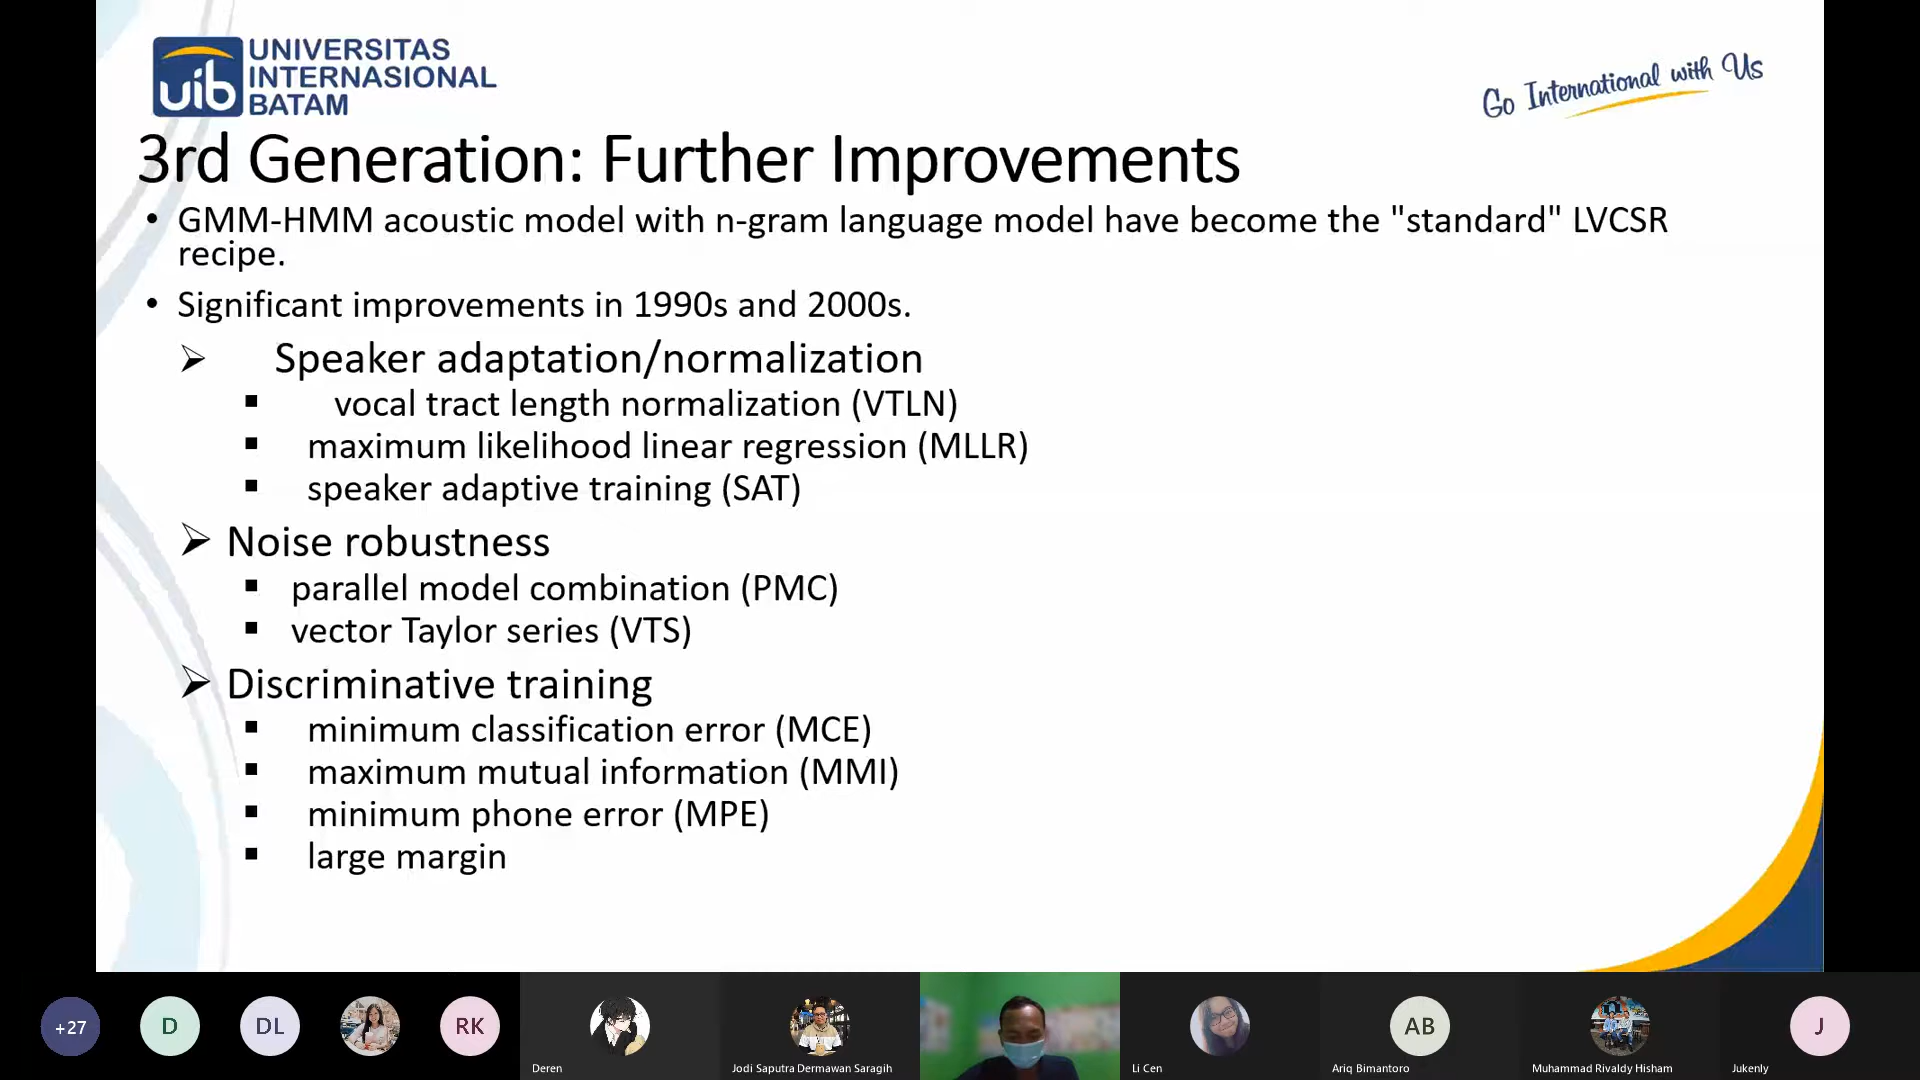 uib
UNIVERSITAS
INTERNASIONAL
BATAM
Go International with Us
3rd Generation: Further Improvements
• GMM-HMM acoustic model with n-gram language model have become the "standard" LVCSR
recipe.
• Significant improvements in 1990s and 2000s.
➢ Speaker adaptation/normalization
▪ vocal tract length normalization (VTLN)
▪ maximum likelihood linear regression (MLLR)
▪ speaker adaptive training (SAT)
➢ Noise robustness
▪ parallel model combination (PMC)
▪ vector Taylor series (VTS)
➢ Discriminative training
▪ minimum classification error (MCE)
▪ maximum mutual information (MMI)
▪ minimum phone error (MPE)
▪ large margin
+27
D
DL
RK
Deren
Jodi Saputra Dermawan Saragih
Li Cen
AB
Ariq Bimantoro
Muhammad Rivaldy Hisham
J
Jukenly